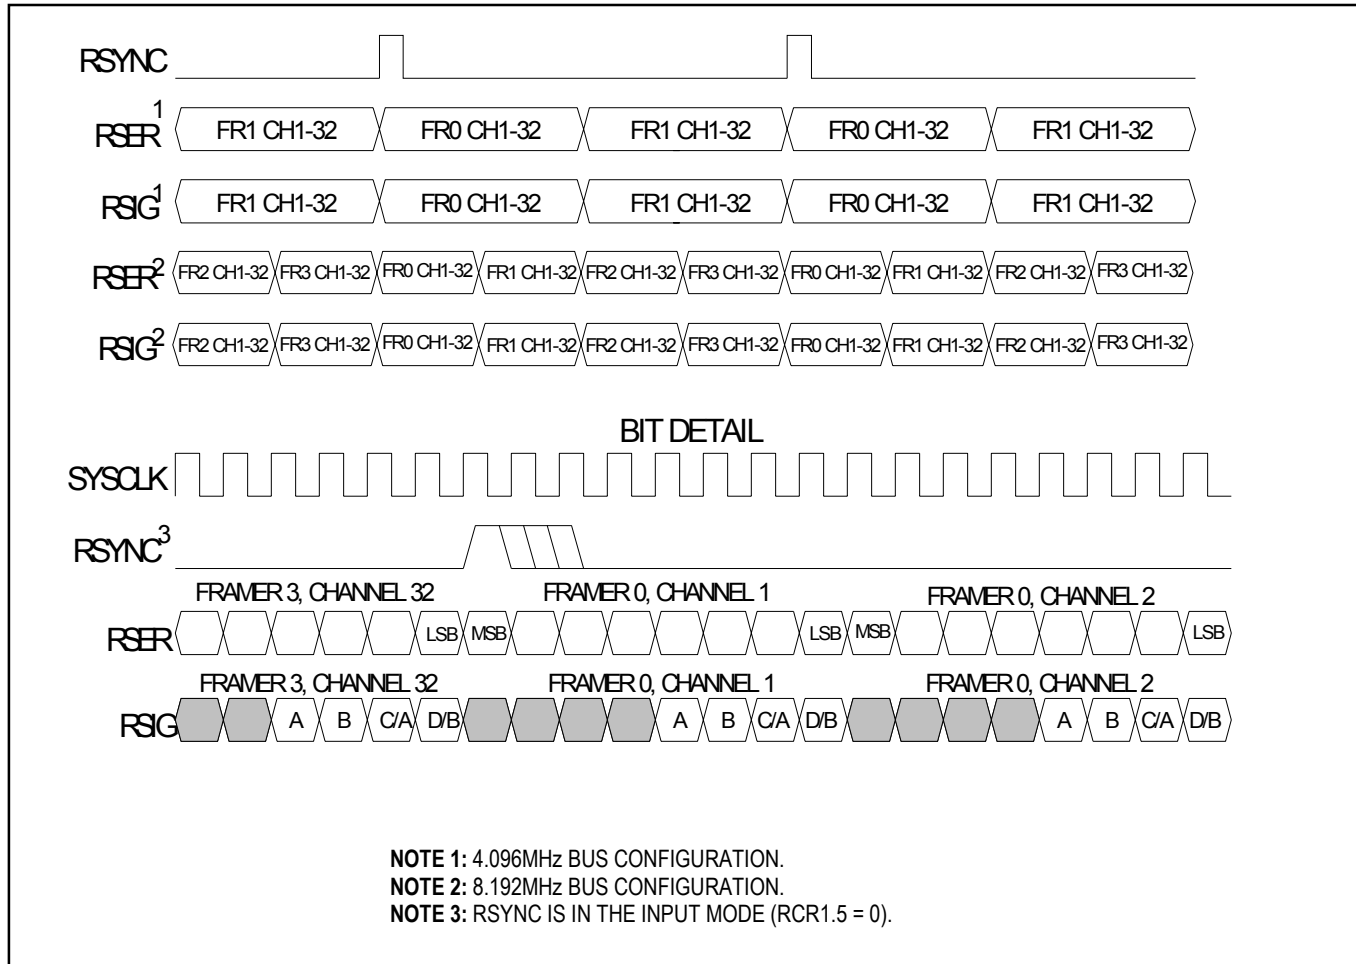 RSYNC
RSER1 FR1 CH1-32 FR0 CH1-32 FR1 CH1-32 FR0 CH1-32 FR1 CH1-32
RSIG1 FR1 CH1-32 FR0 CH1-32 FR1 CH1-32 FR0 CH1-32 FR1 CH1-32
RSER2 FR2 CH1-32 FR3 CH1-32 FR0 CH1-32 FR1 CH1-32 FR2 CH1-32 FR3 CH1-32 FR0 CH1-32 FR1 CH1-32 FR2 CH1-32 FR3 CH1-32
RSIG2 FR2 CH1-32 FR3 CH1-32 FR0 CH1-32 FR1 CH1-32 FR2 CH1-32 FR3 CH1-32 FR0 CH1-32 FR1 CH1-32 FR2 CH1-32 FR3 CH1-32
BIT DETAIL
SYSCLK
RSYNC3
FRAMER 3, CHANNEL 32 FRAMER 0, CHANNEL 1 FRAMER 0, CHANNEL 2
RSER LSB MSB LSB MSB LSB
FRAMER 3, CHANNEL 32 FRAMER 0, CHANNEL 1 FRAMER 0, CHANNEL 2
RSIG A B C/A D/B A B C/A D/B A B C/A D/B
NOTE 1: 4.096MHz BUS CONFIGURATION.
NOTE 2: 8.192MHz BUS CONFIGURATION.
NOTE 3: RSYNC IS IN THE INPUT MODE (RCR1.5 = 0).